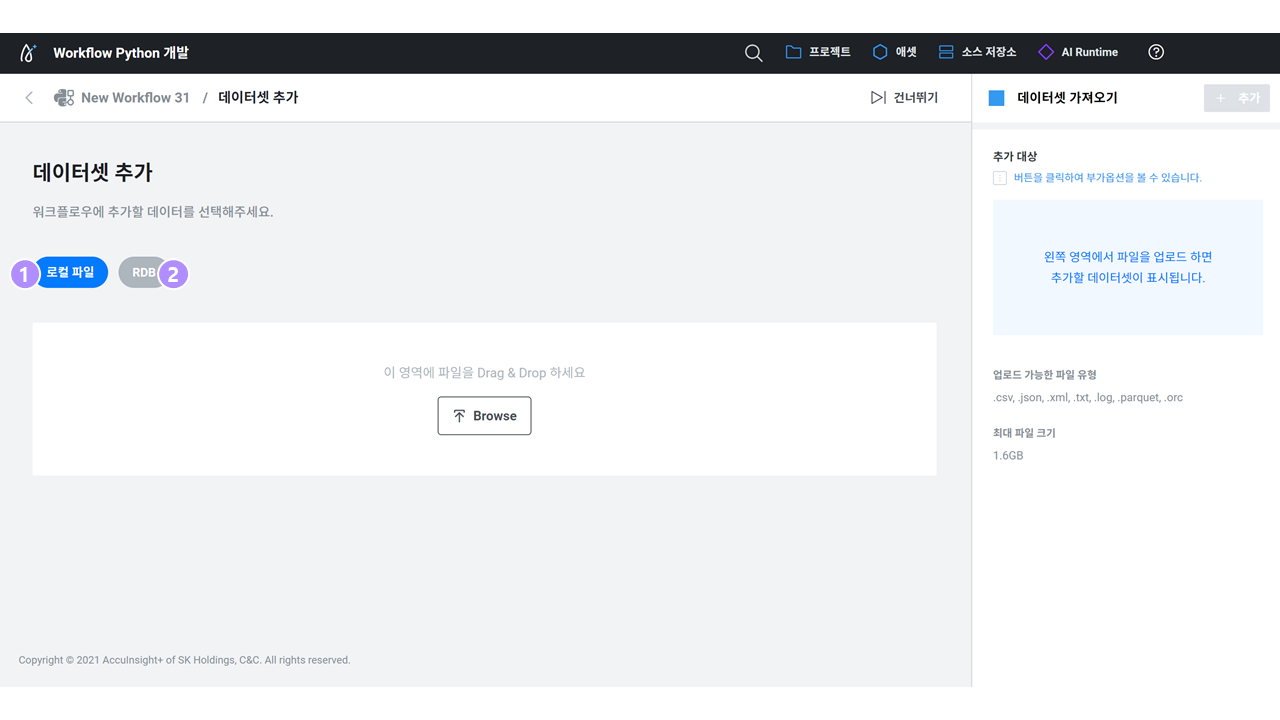 Workflow Python 개발
프로젝트
애셋
소스 저장소
AI Runtime
?
New Workflow 31 / 데이터셋 추가
건너뛰기
데이터셋 가져오기
+ 추가
데이터셋 추가
워크플로우에 추가할 데이터를 선택해주세요.
1 로컬 파일
RDB 2
이 영역에 파일을 Drag & Drop 하세요
Browse
추가 대상
버튼을 클릭하여 부가옵션을 볼 수 있습니다.
왼쪽 영역에서 파일을 업로드 하면
추가할 데이터셋이 표시됩니다.
업로드 가능한 파일 유형
.csv, .json, .xml, .txt, .log, .parquet, .orc
최대 파일 크기
1.6GB
Copyright © 2021 AccuInsight+ of SK Holdings, C&C. All rights reserved.